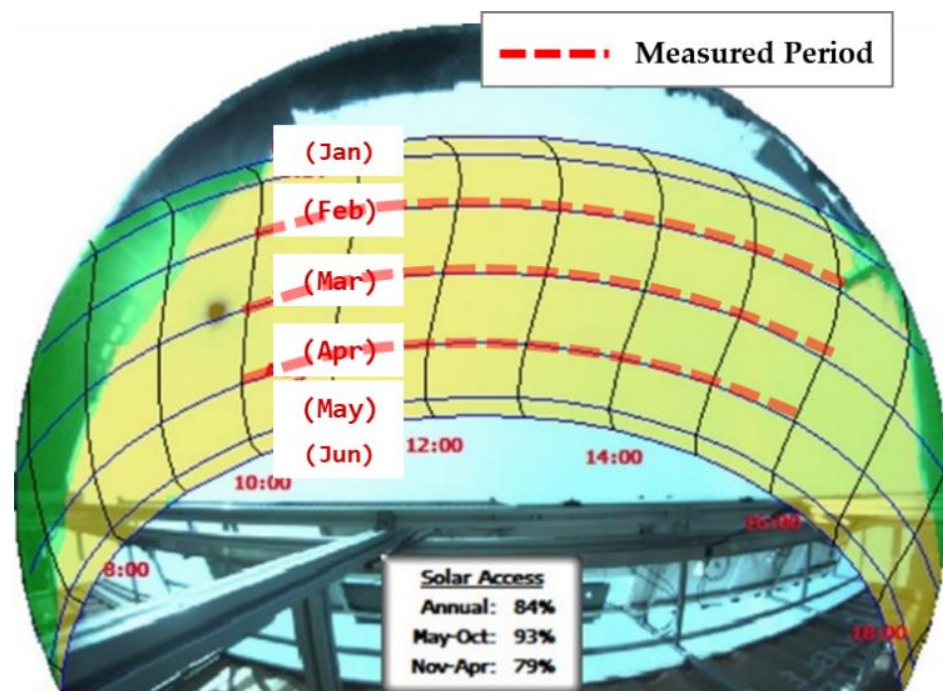 Measured Period
(Jan)
(Feb)
(Mar)
(Apr)
(May)
(Jun)
12:00
14:00
10:00
16:00
8:00
18:00
Solar Access
Annual: 84%
May-Oct: 93%
Nov-Apr: 79%